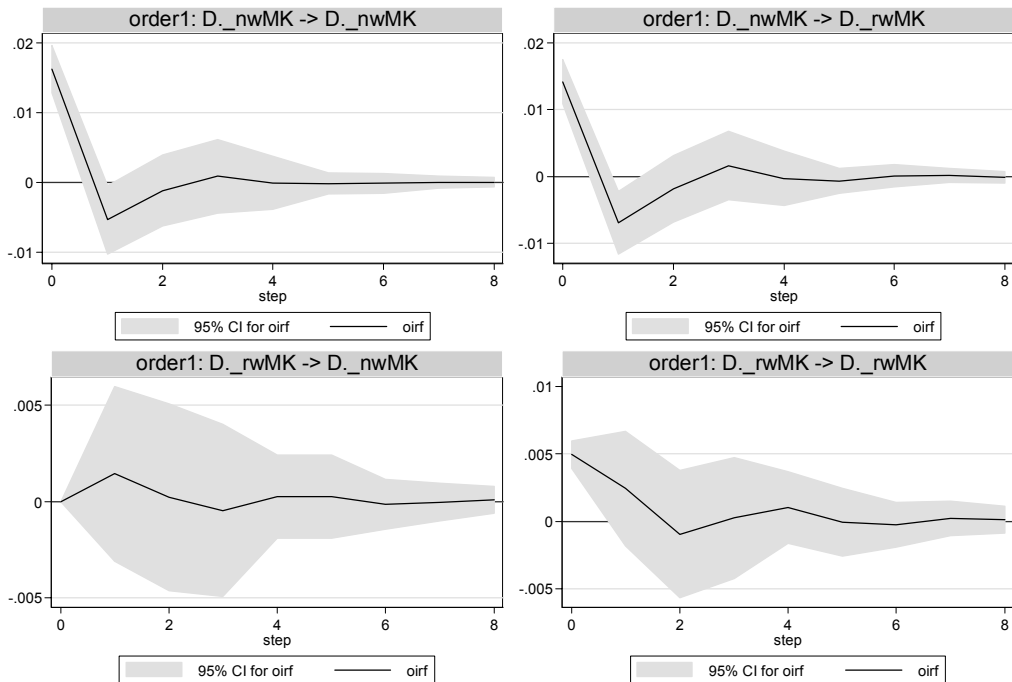 order1: D._nwMK -> D._nwMK
.02
.01
0
-.01
0 2 4 6 8
step
95% CI for oirf oirf
order1: D._nwMK -> D._rwMK
.02
.01
0
-.01
0 2 4 6 8
step
95% CI for oirf oirf
order1: D._rwMK -> D._nwMK
.005
0
-.005
0 2 4 6 8
step
95% CI for oirf oirf
order1: D._rwMK -> D._rwMK
.01
.005
0
-.005
0 2 4 6 8
step
95% CI for oirf oirf